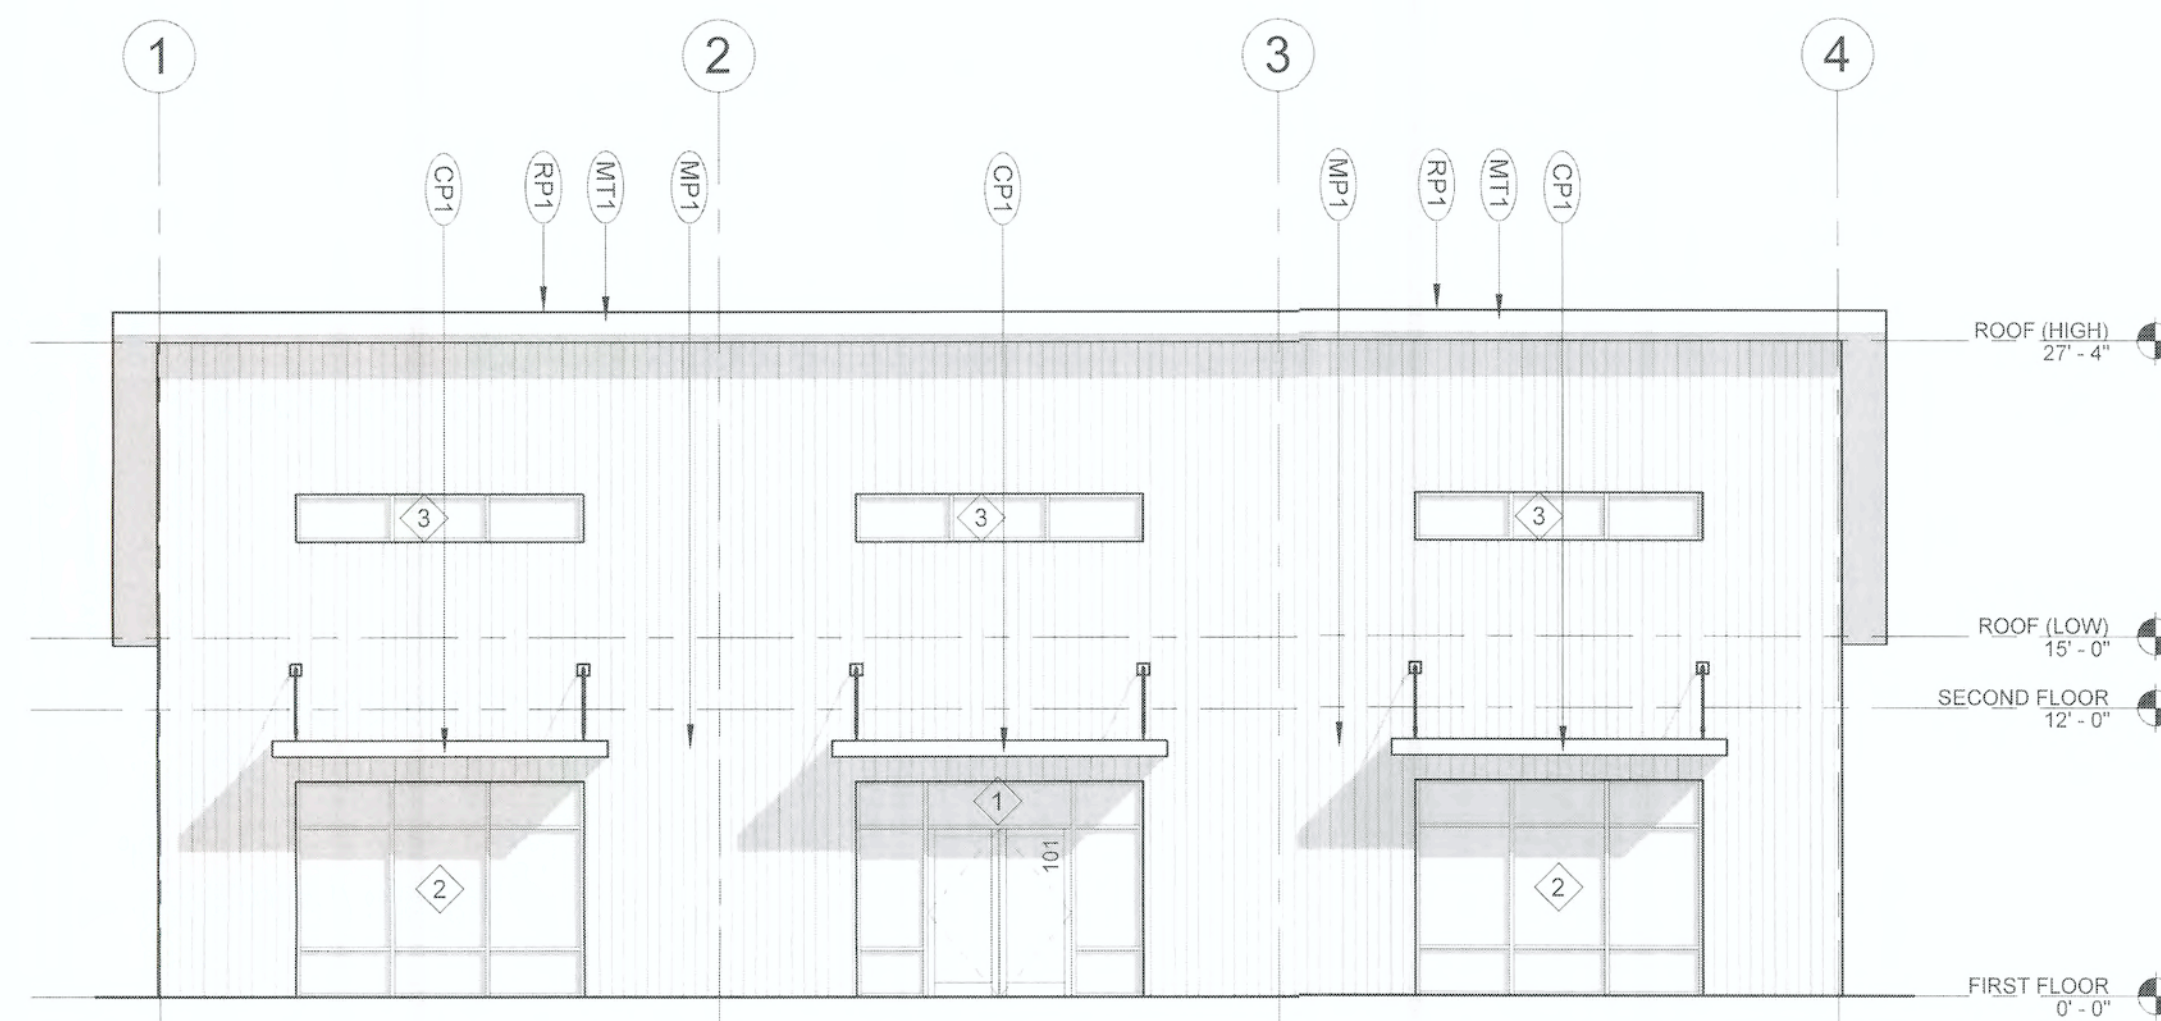 1
2
3
4
CP1
RP1
MT1
MP1
CP1
MP1
RP1
MT1
CP1
ROOF (HIGH)
27' - 4"
3
3
3
ROOF (LOW)
15' - 0"
SECOND FLOOR
12' - 0"
1
101
2
2
FIRST FLOOR
0' - 0"